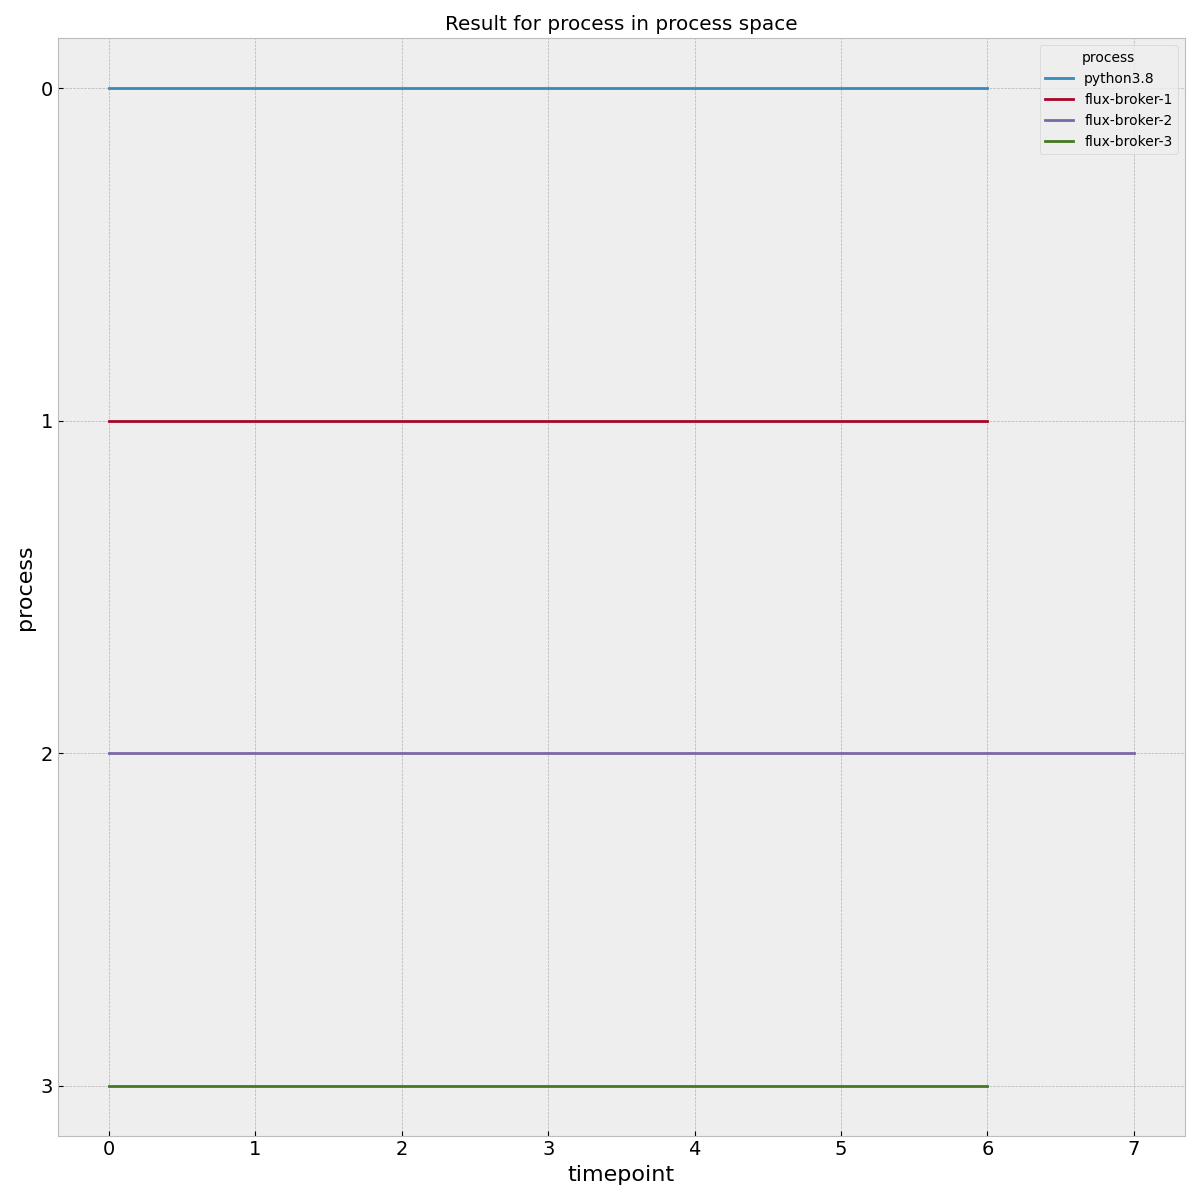 Result for process in process space
process
python3.8
flux-broker-1
flux-broker-2
flux-broker-3
0
1
2
3
process
0 1 2 3 4 5 6 7
timepoint